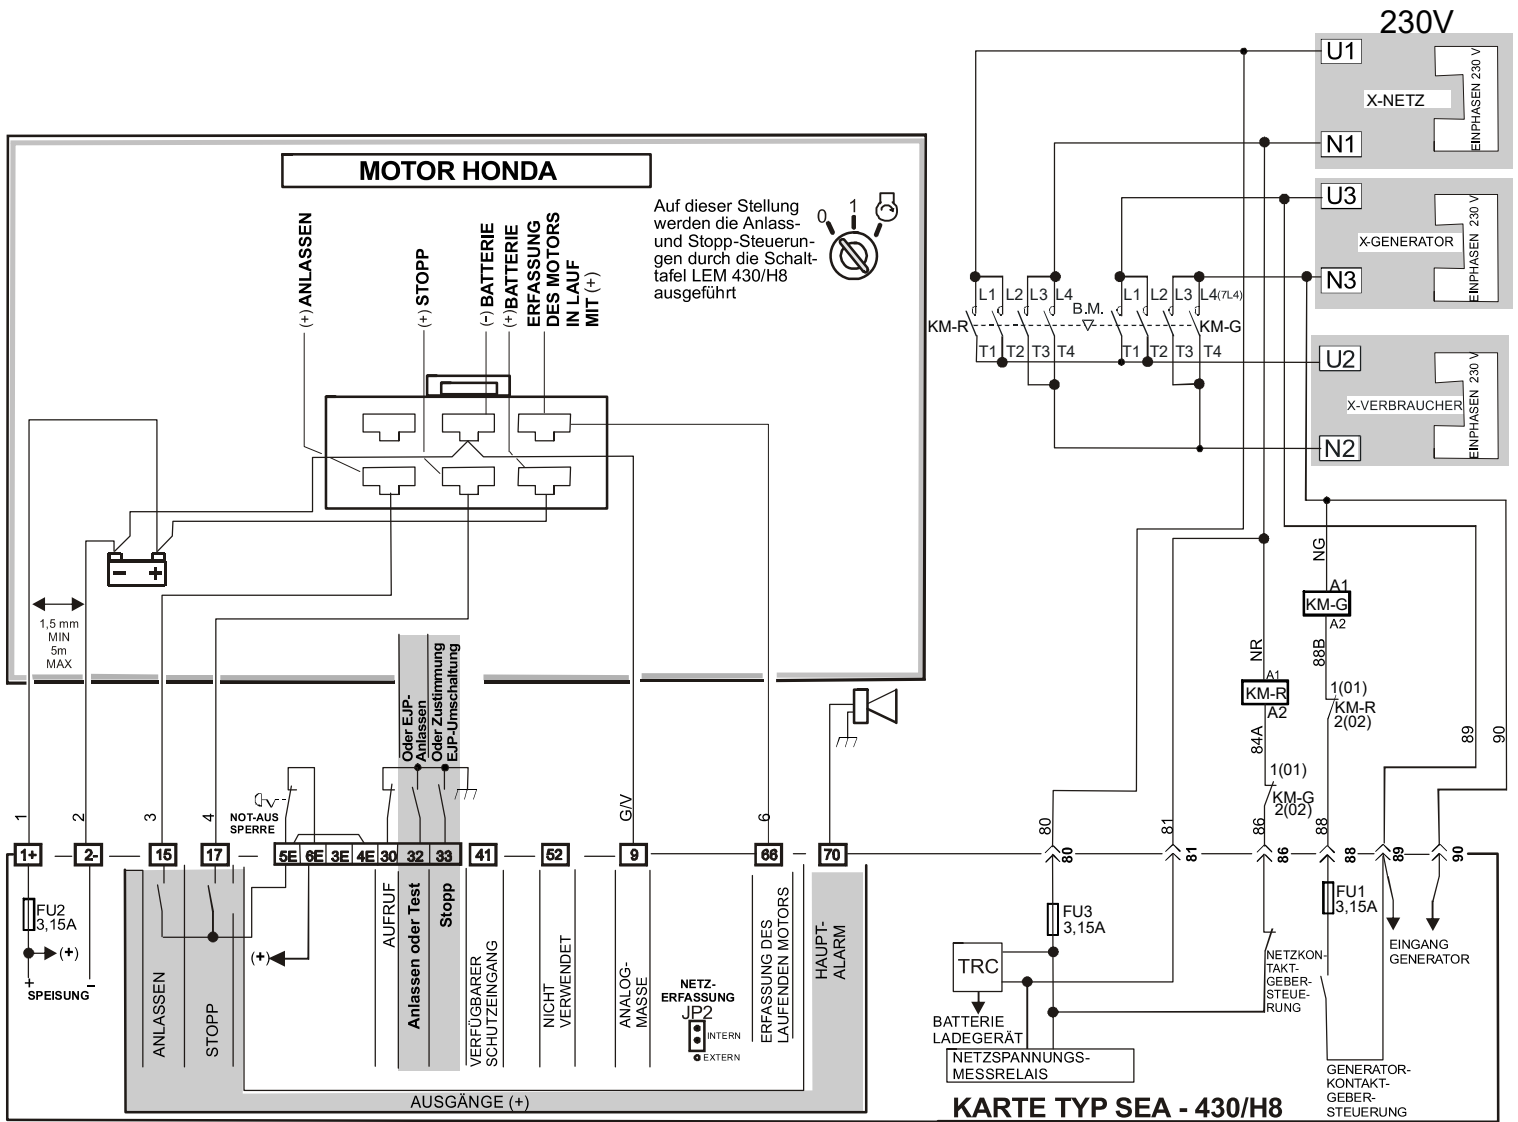 230V
U1
X-NETZ
N1
EINPHASEN 230 V
U3
X-GENERATOR
N3
EINPHASEN 230 V
U2
X-VERBRAUCHER
N2
EINPHASEN 230 V
MOTOR HONDA
Auf dieser Stellung
werden die Anlass-
und Stopp-Steuerun-
gen durch die Schalt-
tafel LEM 430/H8
ausgeführt
0
1
(+) ANLASSEN
(+) STOPP
(-) BATTERIE
(+) BATTERIE
ERFASSUNG
DES MOTORS
IN LAUF
MIT (+)
L1
L2
L3
L4
B.M.
L1
L2
L3
L4(7L4)
KM-R
KM-G
T1
T2
T3
T4
T1
T2
T3
T4
- +
1,5 mm
MIN
5m
MAX
Oder EJP-
Anlassen
Oder Zustimmung
EJP-Umschaltung
NG
A1
KM-G
A2
88B
NR
A1
KM-R
A2
84A
1(01)
KM-R
2(02)
1(01)
KM-G
2(02)
89
90
1
2
3
4
NOT-AUS
SPERRE
G/V
6
80
81
86
88
1+
2-
15
17
5E
6E
3E
4E
30
32
33
41
52
9
66
70
80
81
86
88
89
90
FU2
3,15A
(+)
+
-
SPEISUNG
ANLASSEN
STOPP
(+)
AUFRUF
Anlassen oder Test
Stopp
VERFÜGBARER
SCHUTZEINGANG
NICHT
VERWENDET
ANALOG-
MASSE
NETZ-
ERFASSUNG
JP2
INTERN
EXTERN
ERFASSUNG DES
LAUFENDEN MOTORS
HAUPT-
ALARM
AUSGÄNGE (+)
FU3
3,15A
TRC
BATTERIE
LADEGERÄT
NETZSPANNUNGS-
MESSRELAIS
NETZKON-
TAKT-
GEBER-
STEUE-
RUNG
FU1
3,15A
EINGANG
GENERATOR
GENERATOR-
KONTAKT-
GEBER-
STEUERUNG
KARTE TYP SEA - 430/H8